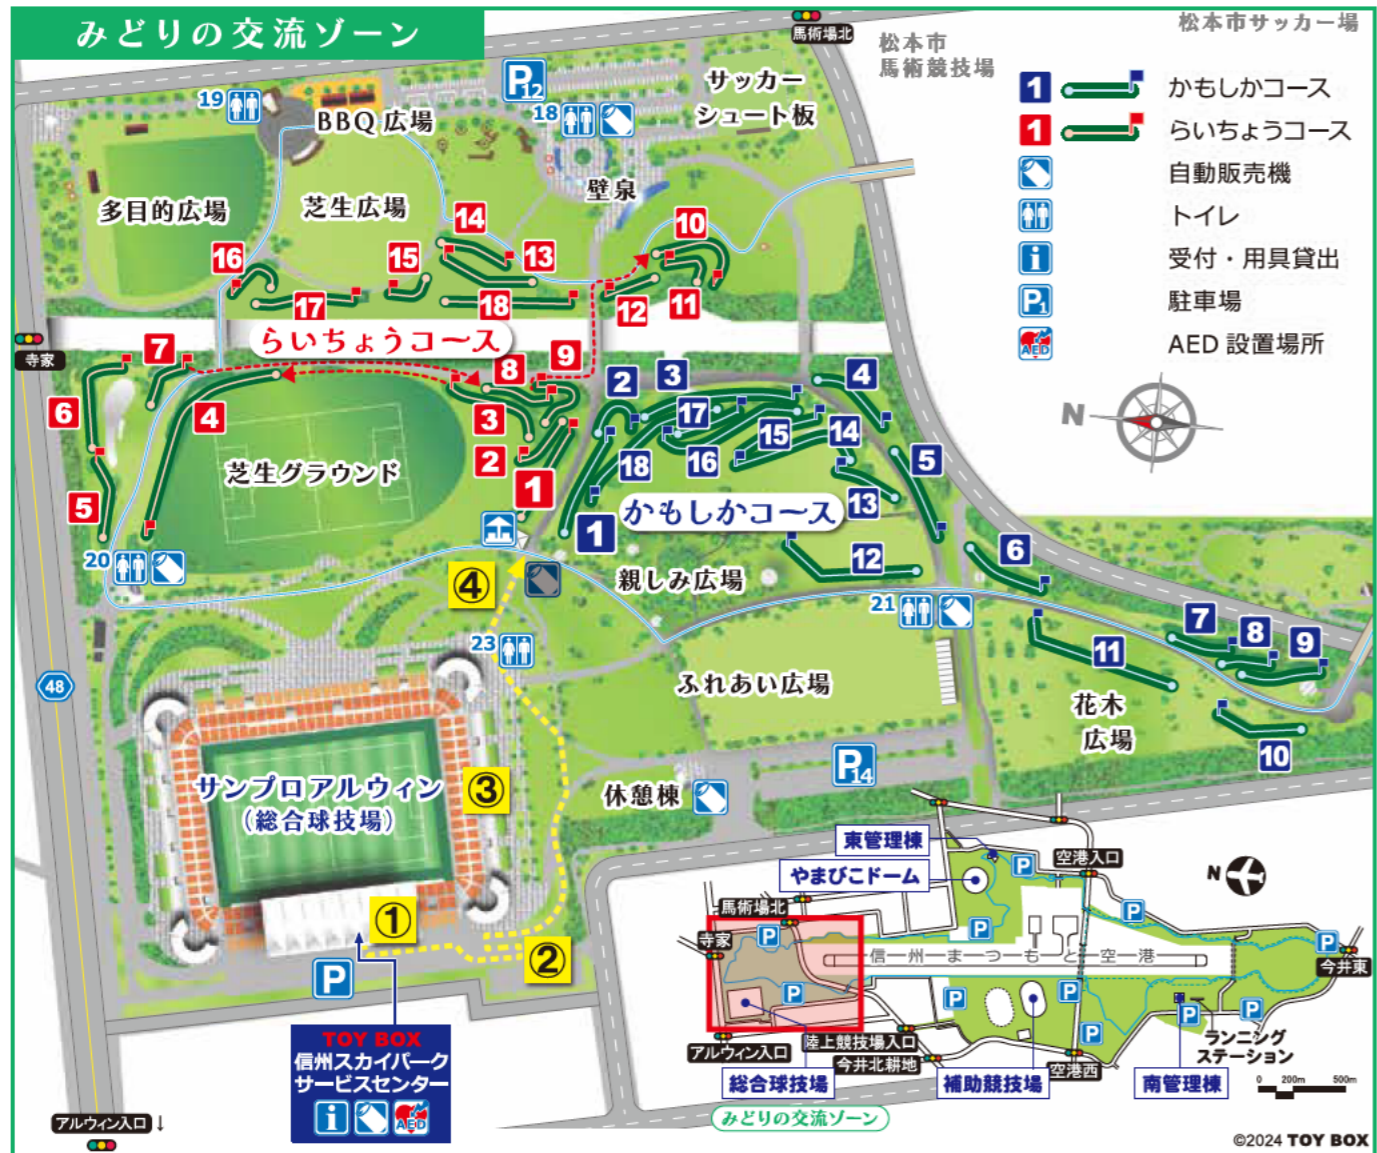 みどりの交流ゾーン
馬術場北
松本市
馬術競技場
松本市サッカー場
1 かもしかコース
1 らいちょうコース
自動販売機
トイレ
i 受付・用具貸出
P1 駐車場
AED AED 設置場所
N
19
BBQ 広場
P12
18
サッカー
シュート板
壁泉
多目的広場
芝生広場
14
13
10
16
15
17
18
12
11
らいちょうコース
寺家
7
8
9
6
4
3
2
1
5
芝生グラウンド
20
2
3
4
17
15
14
16
18
5
13
1
かもしかコース
12
6
親しみ広場
④
21
23
7
8
9
11
10
ふれあい広場
花木
広場
48
サンプロアルウィン
(総合球技場)
③
休憩棟
P14
①
②
P
TOY BOX
信州スカイパーク
サービスセンター
i
AED
アルウィン入口 ↓
東管理棟
やまびこドーム
空港入口
N
馬術場北
寺家
P
P
P
P
P
P
P
P
P
P
P
信州まつもと空港
今井東
アルウィン入口
陸上競技場入口
今井北耕地
空港西
ランニング
ステーション
総合球技場
補助競技場
南管理棟
0 200m 500m
みどりの交流ゾーン
©2024 TOY BOX